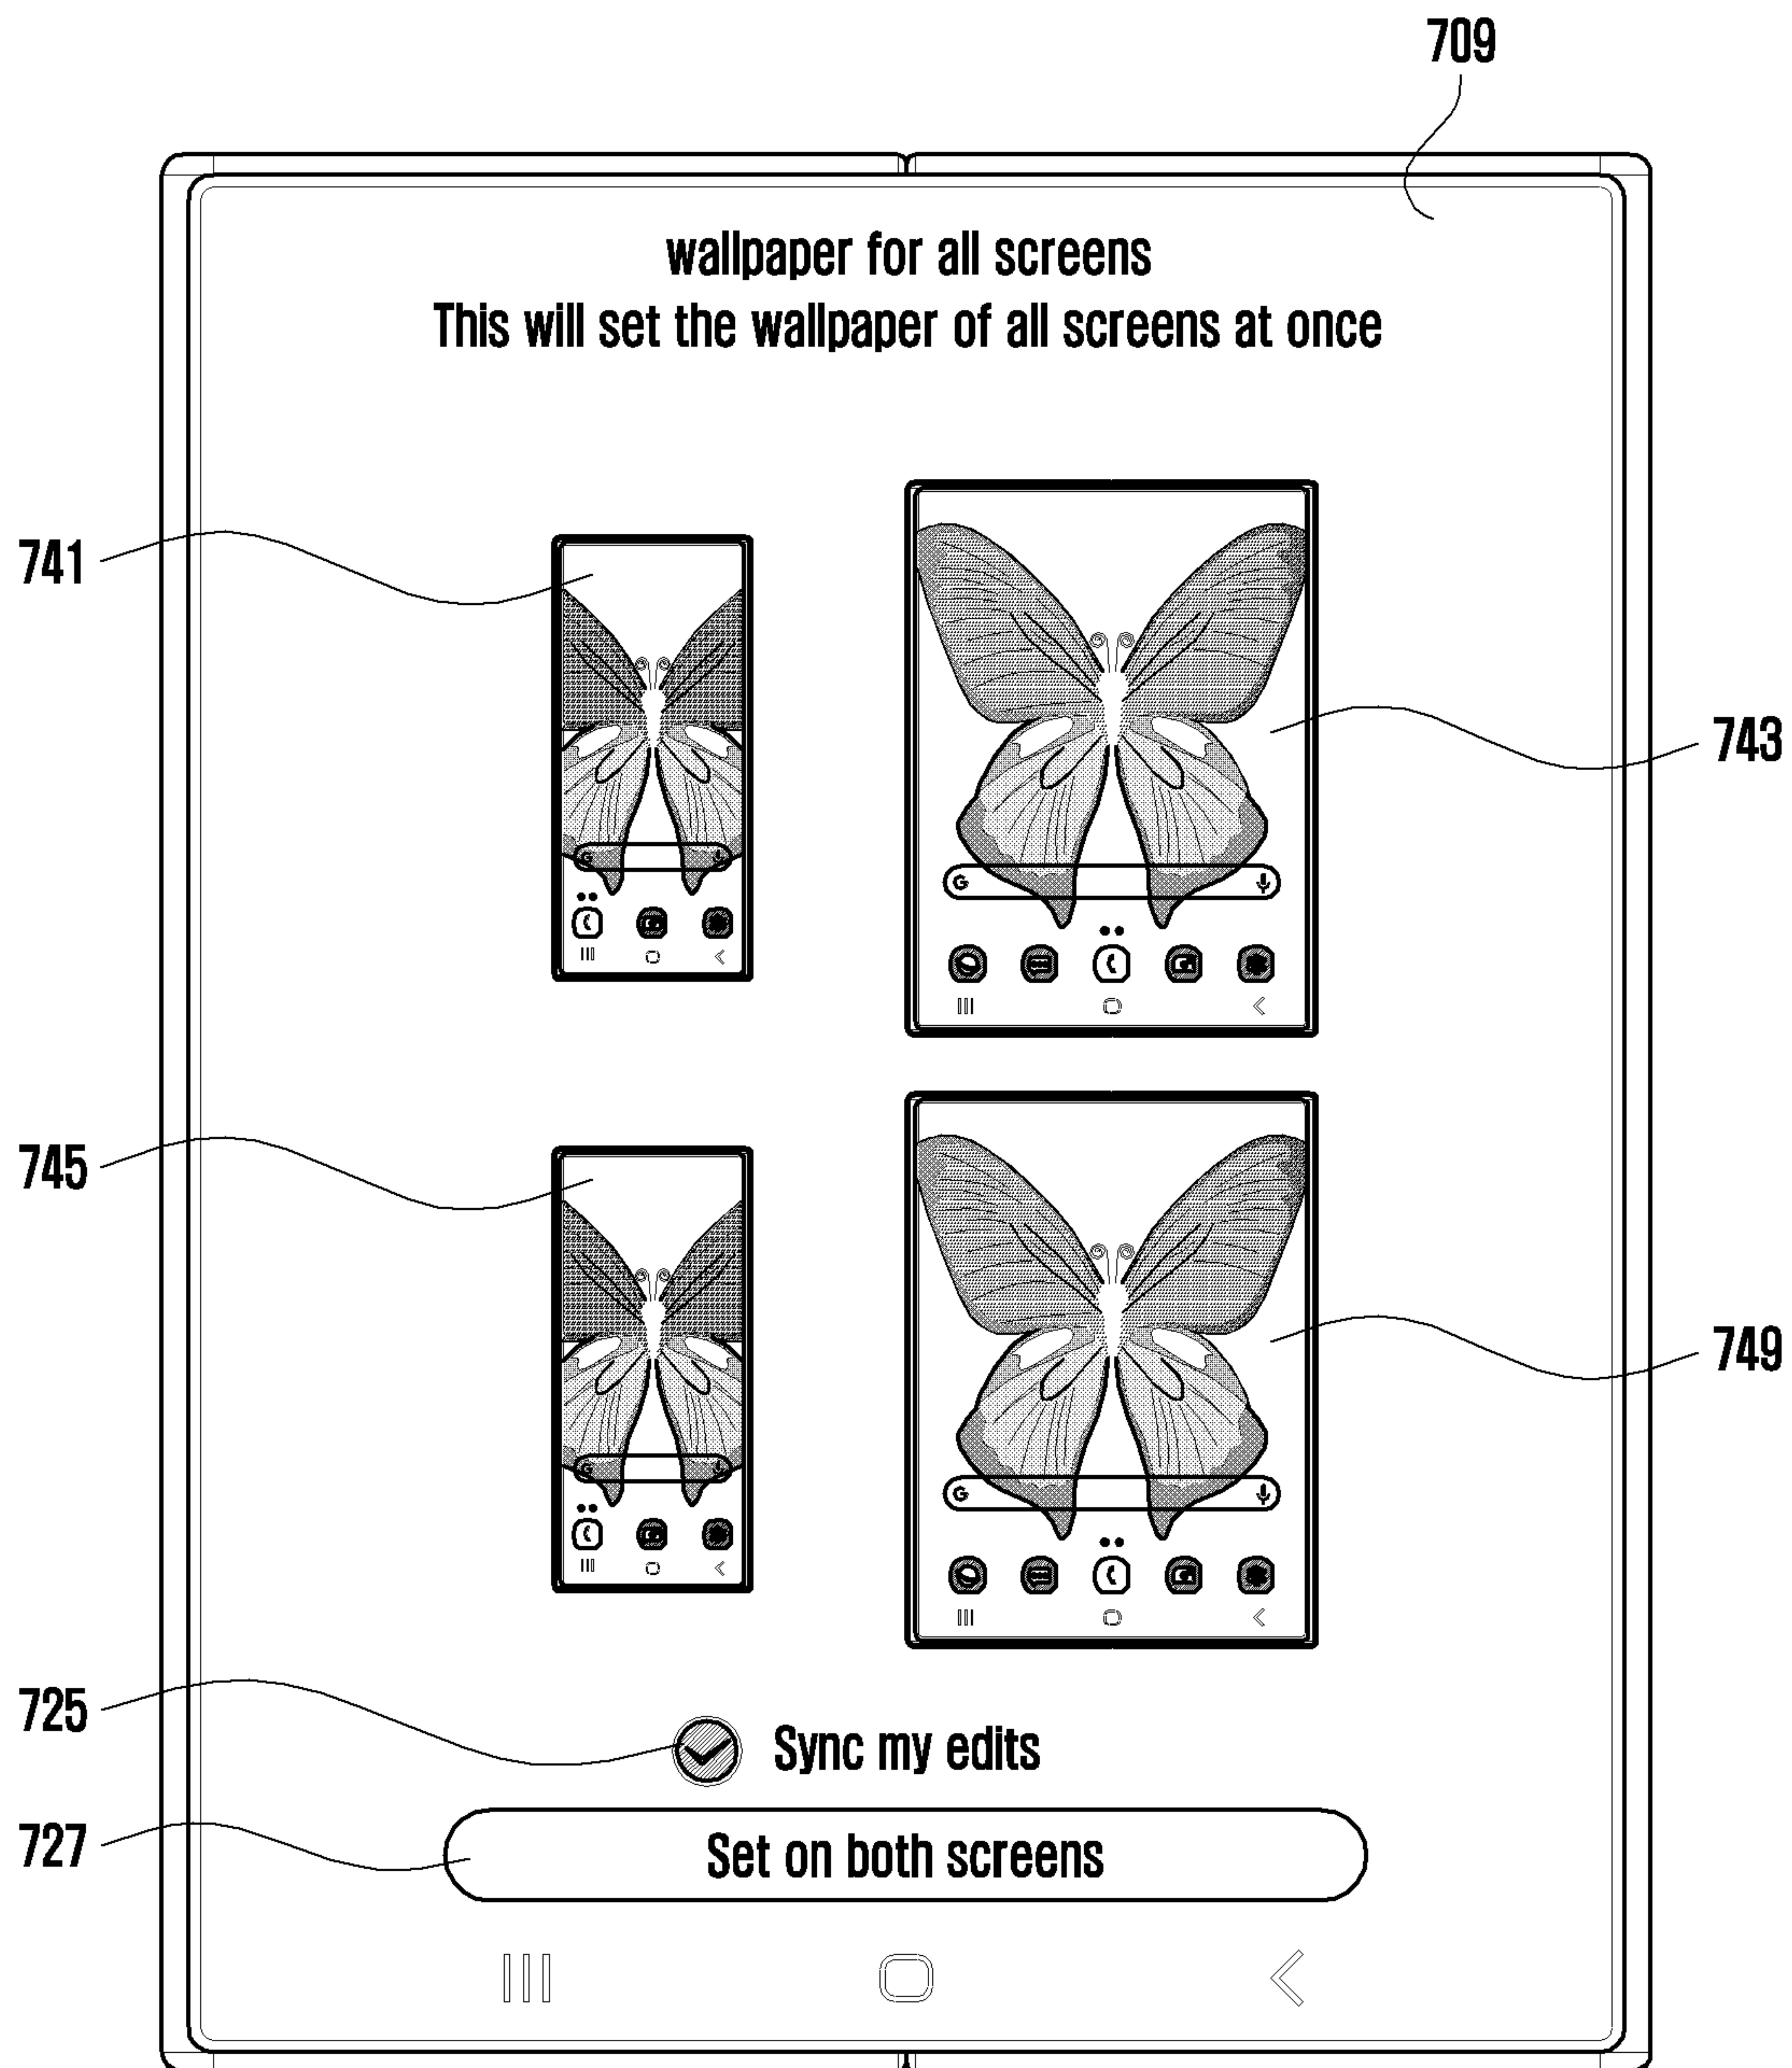 709
wallpaper for all screens
This will set the wallpaper of all screens at once
741
743
G
G
745
749
G
G
725
Sync my edits
727
Set on both screens